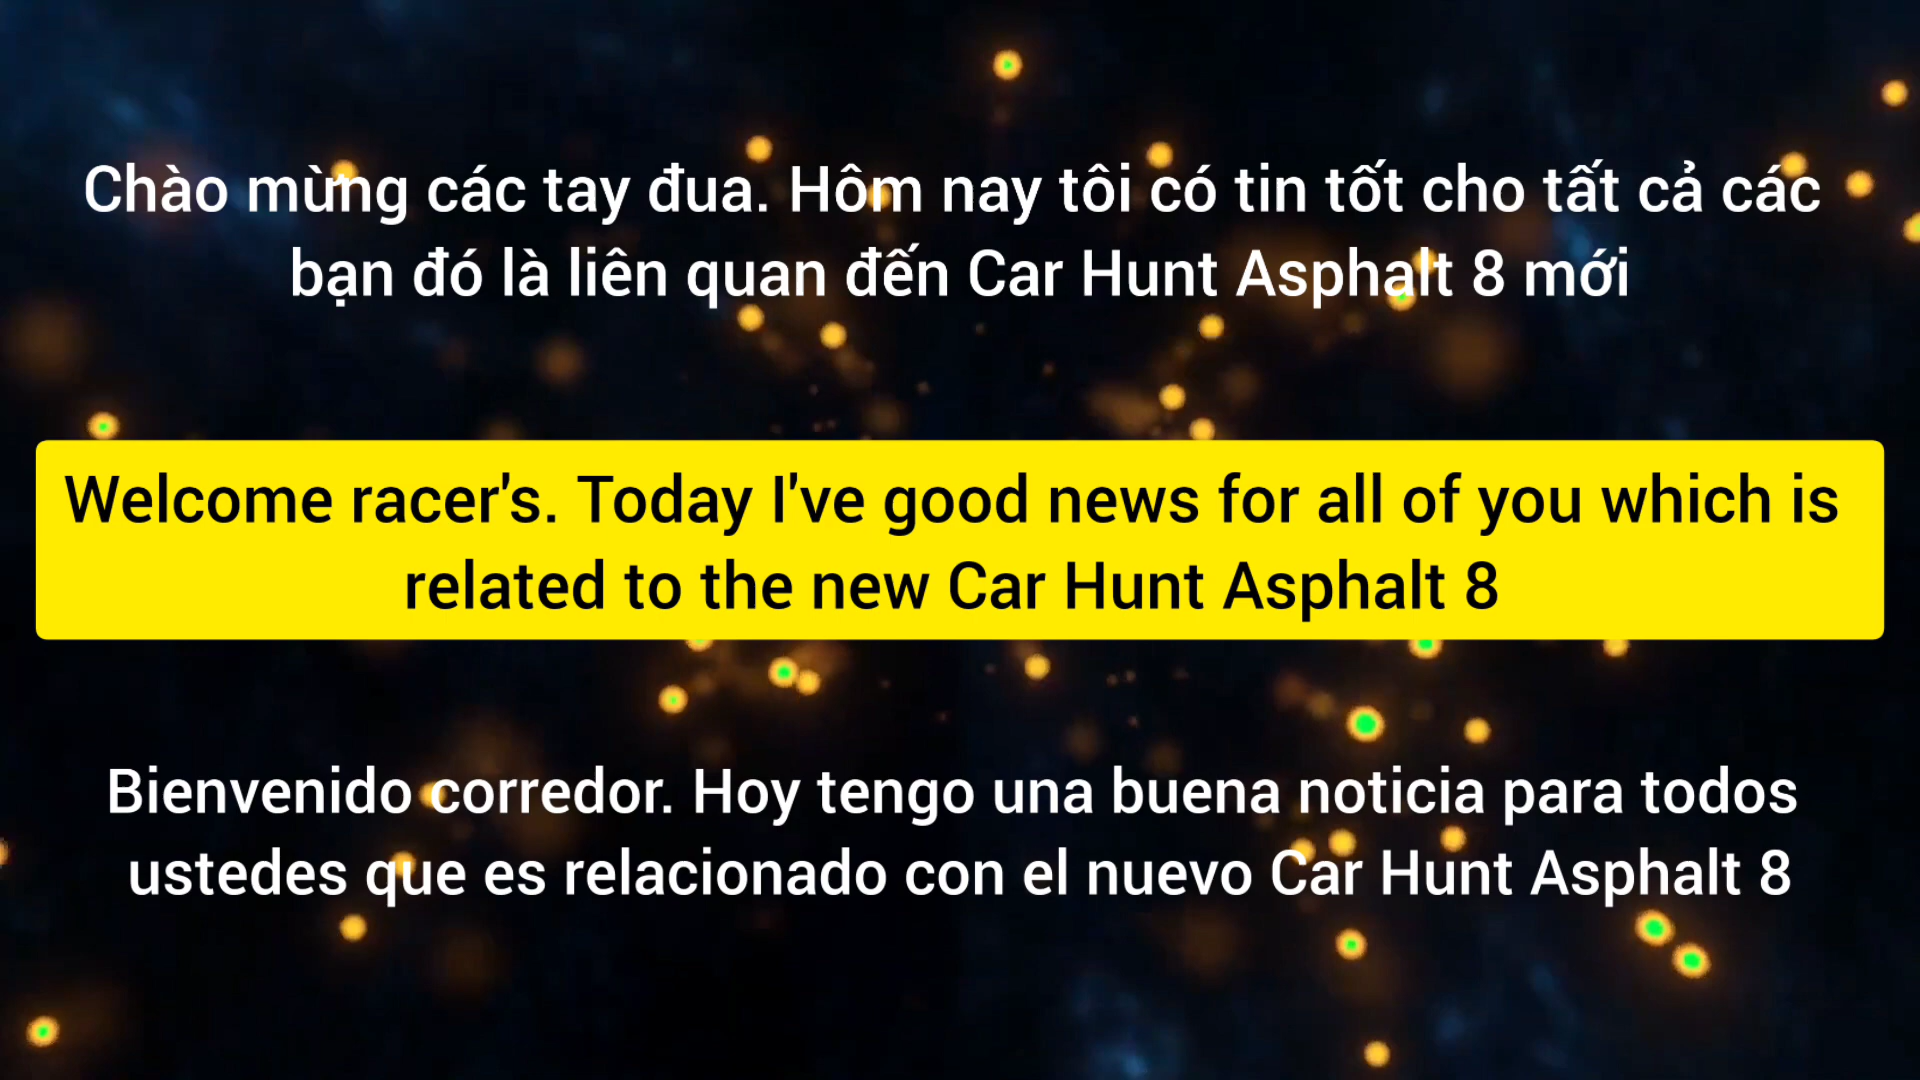 Chào mừng các tay đua. Hôm nay tôi có tin tốt cho tất cả các
bạn đó là liên quan đến Car Hunt Asphalt 8 mới
Welcome racer's. Today I've good news for all of you which is
related to the new Car Hunt Asphalt 8
Bienvenido corredor. Hoy tengo una buena noticia para todos
ustedes que es relacionado con el nuevo Car Hunt Asphalt 8